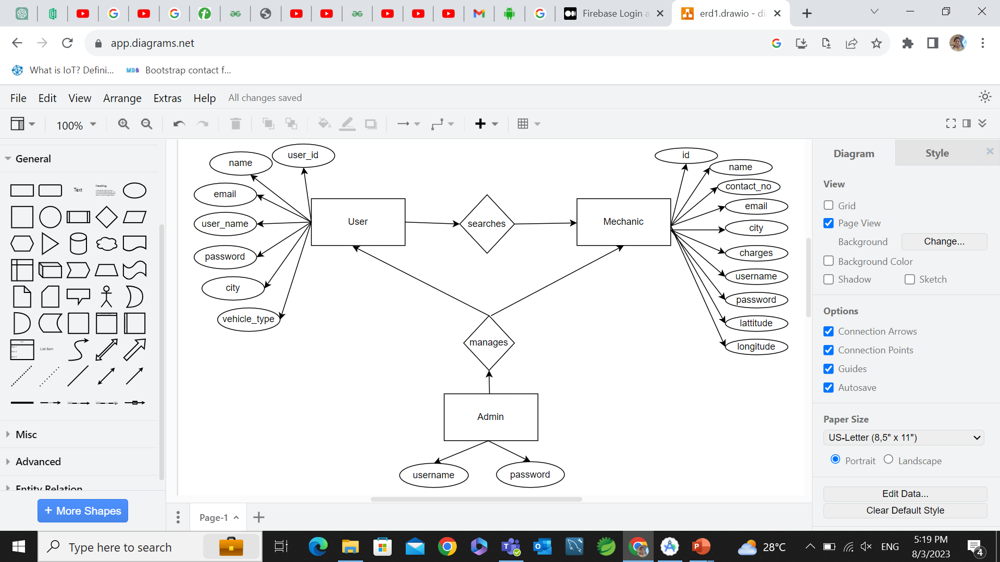 Firebase Login a
erd1.drawio - di
app.diagrams.net
What is IoT? Defini...
MDB
Bootstrap contact f...
File
Edit
View
Arrange
Extras
Help
All changes saved
100%
General
Text
Heading
List Item
Misc
Advanced
Entity Relation
+ More Shapes
name
user_id
email
user_name
password
city
vehicle_type
User
searches
Mechanic
id
name
contact_no
email
city
charges
username
password
lattitude
longitude
manages
Admin
username
password
Page-1
Diagram
Style
View
Grid
Page View
Background
Change...
Background Color
Shadow
Sketch
Options
Connection Arrows
Connection Points
Guides
Autosave
Paper Size
US-Letter (8,5" x 11")
Portrait
Landscape
Edit Data...
Clear Default Style
Type here to search
28°C
ENG
5:19 PM
8/3/2023
4